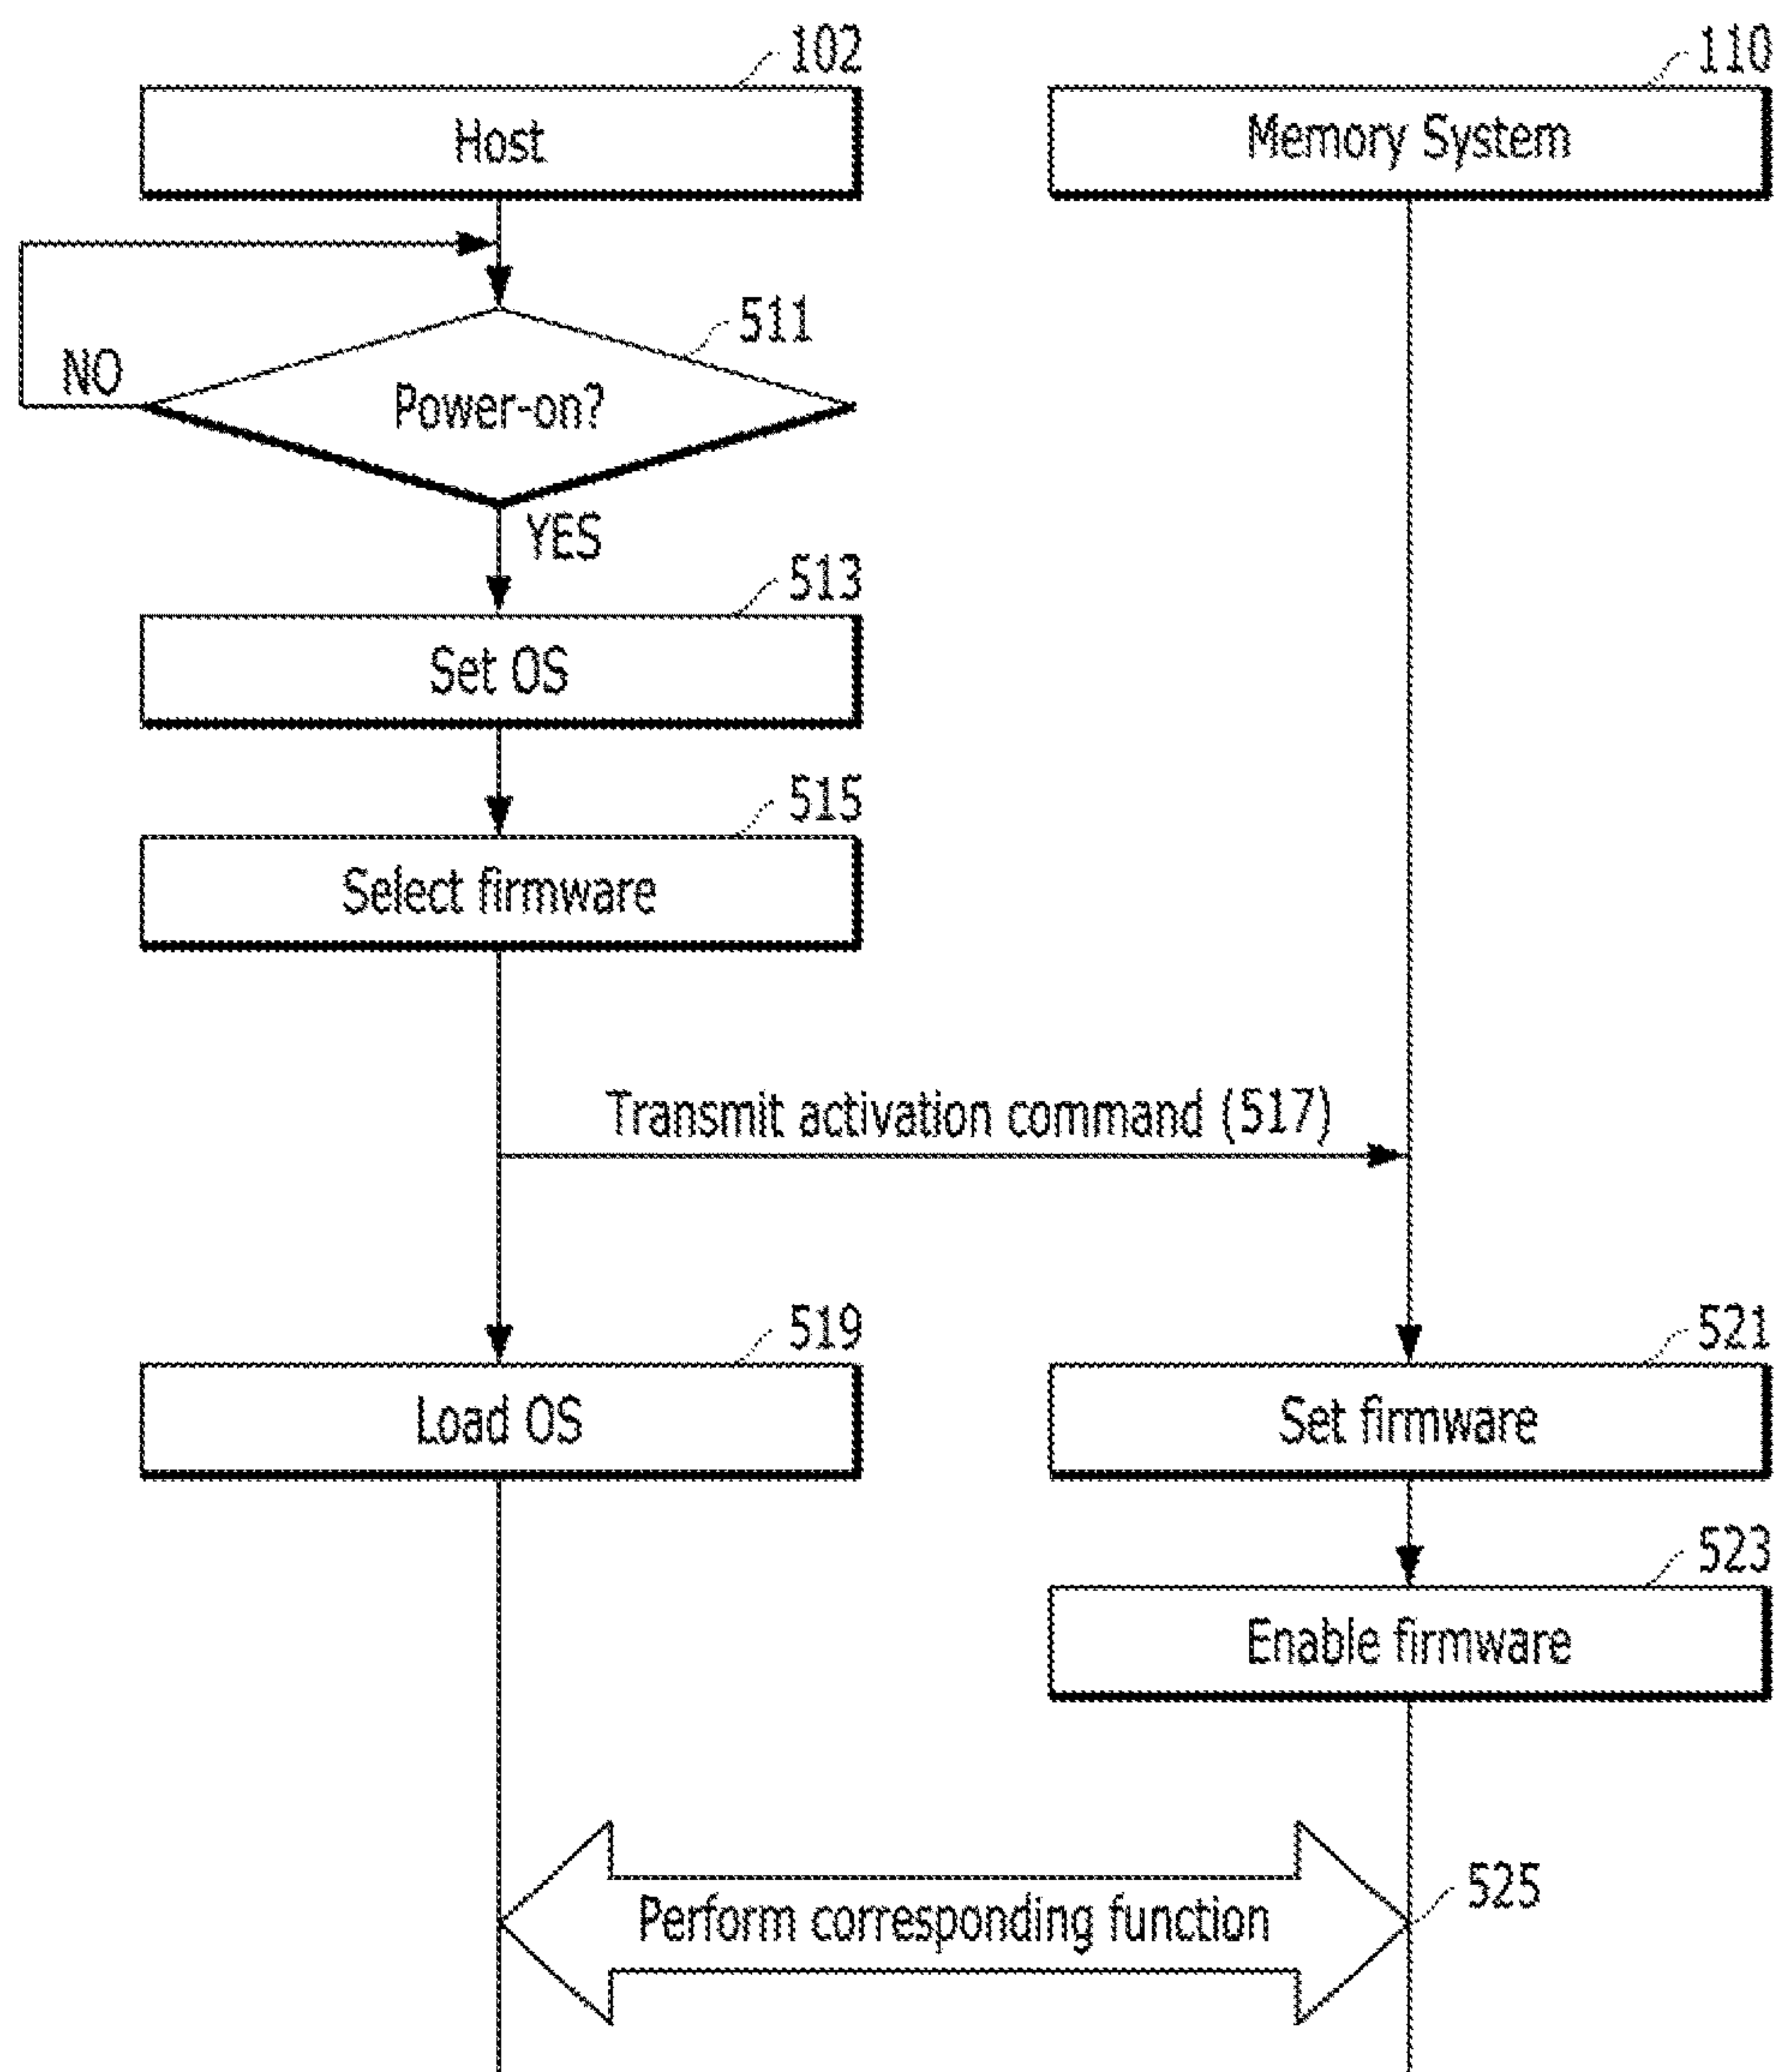 102
110
Host
Memory System
511
NO
Power-on?
YES
513
Set OS
515
Select firmware
Transmit activation command (517)
519
521
Load OS
Set firmware
523
Enable firmware
525
Perform corresponding function